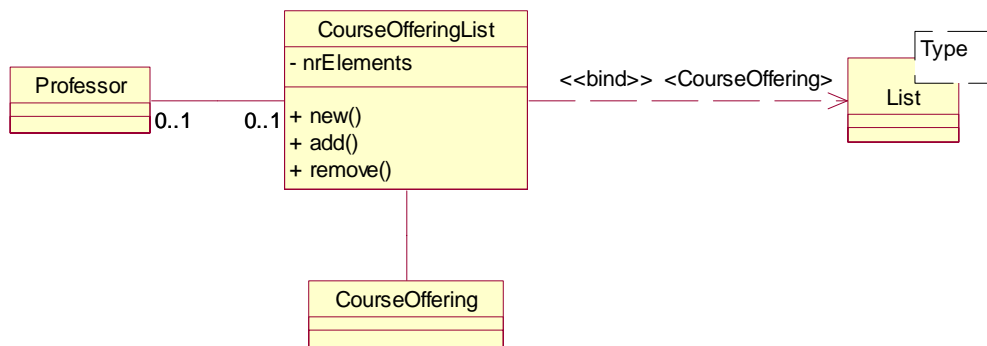 CourseOfferingList
- nrElements
+ new()
+ add()
+ remove()
Professor
0..1
0..1
<<bind>> <CourseOffering>
Type
List
CourseOffering